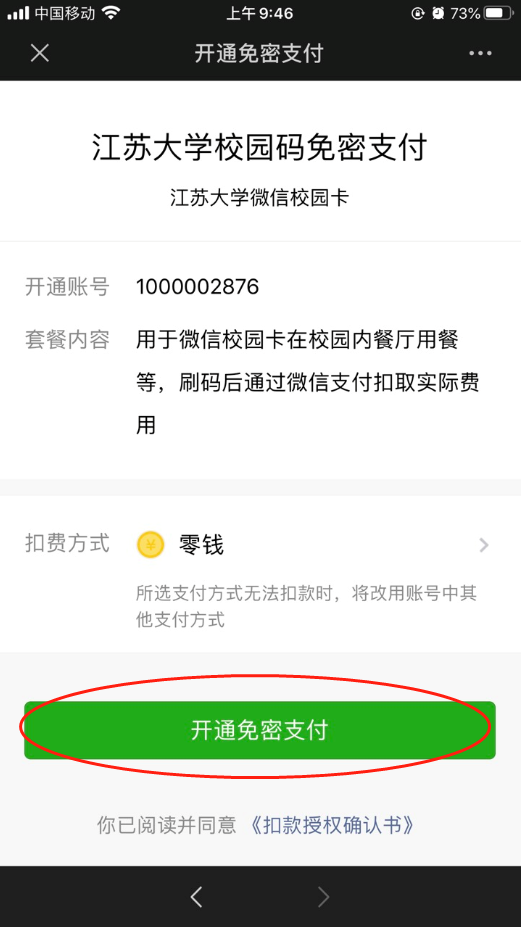 中国移动 上午9:46 73%
开通免密支付
江苏大学校园码免密支付
江苏大学微信校园卡
开通账号 1000002876
套餐内容 用于微信校园卡在校园内餐厅用餐
等，刷码后通过微信支付扣取实际费
用
扣费方式 零钱
所选支付方式无法扣款时，将改用账号中其
他支付方式
开通免密支付
你已阅读并同意《扣款授权确认书》